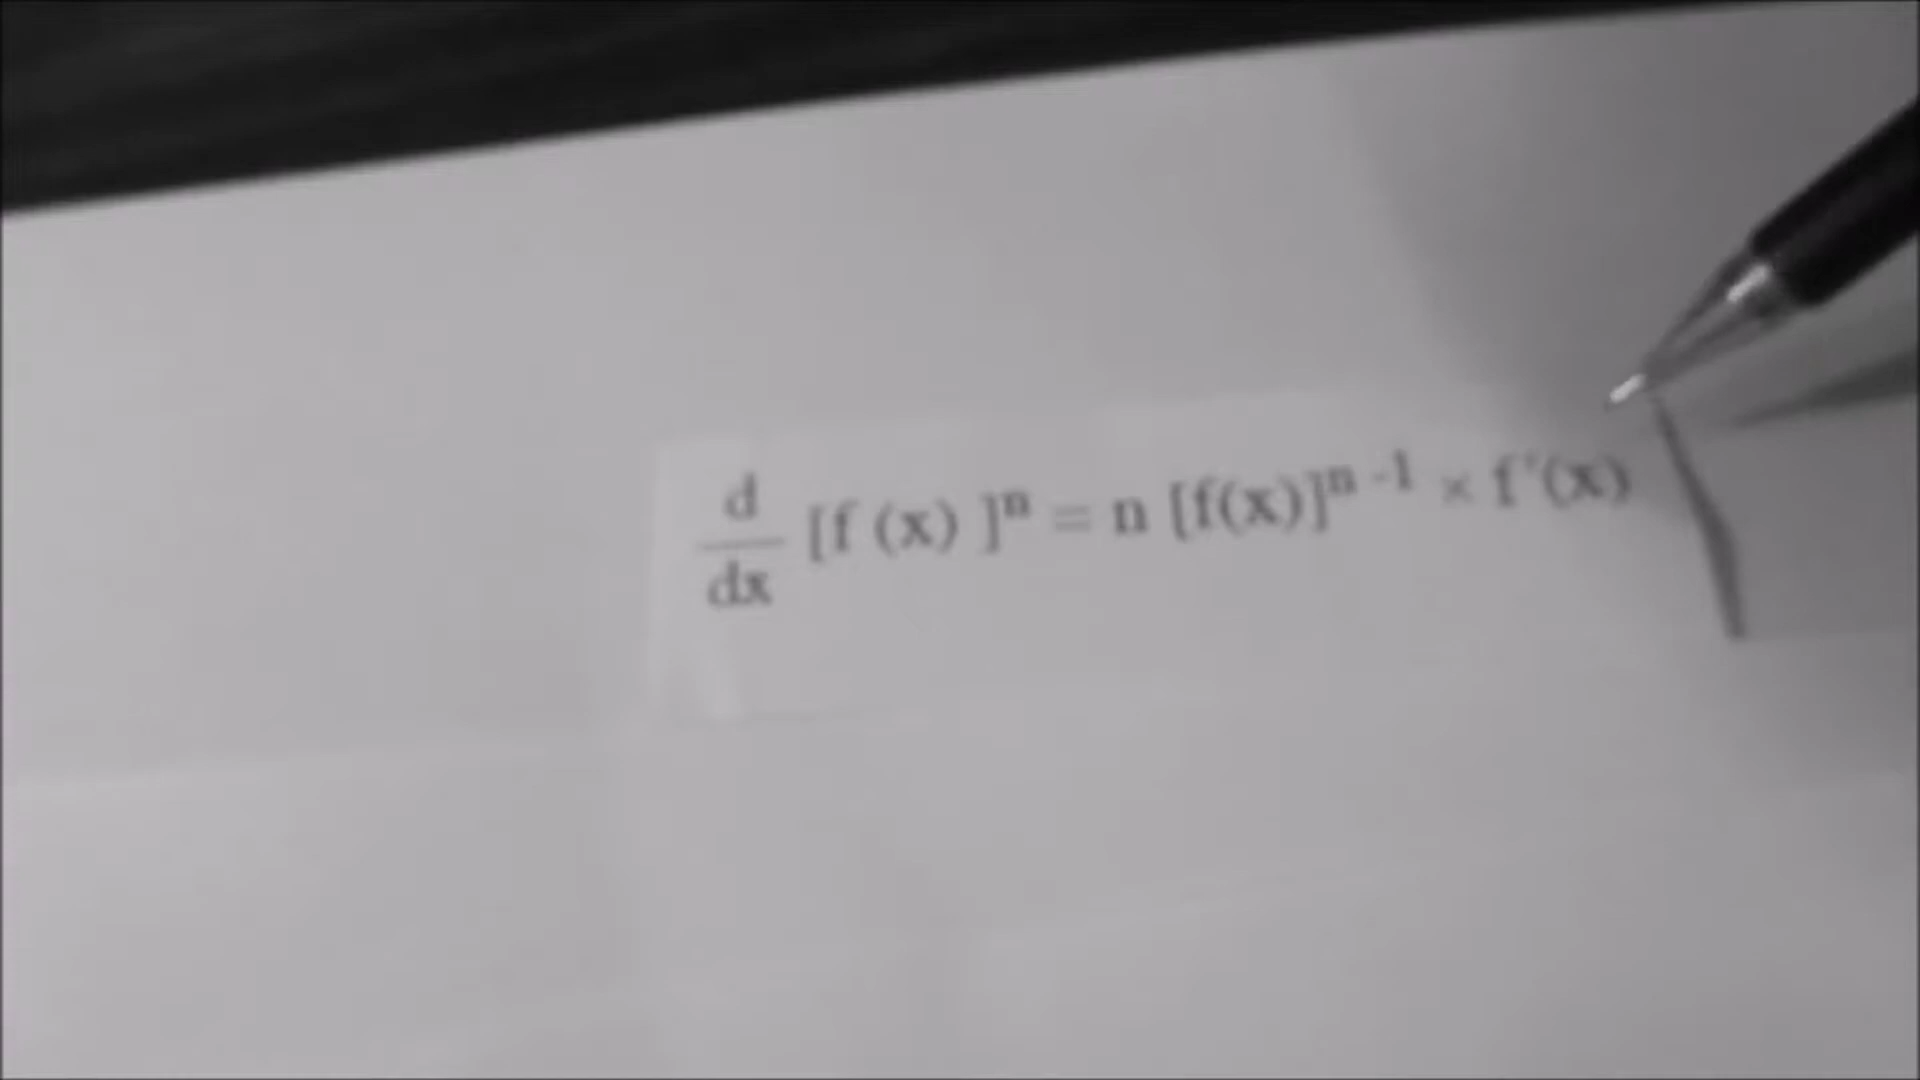 d/dx [f (x) ]ⁿ = n [f(x)]ⁿ ⁻¹ × f ′(x)